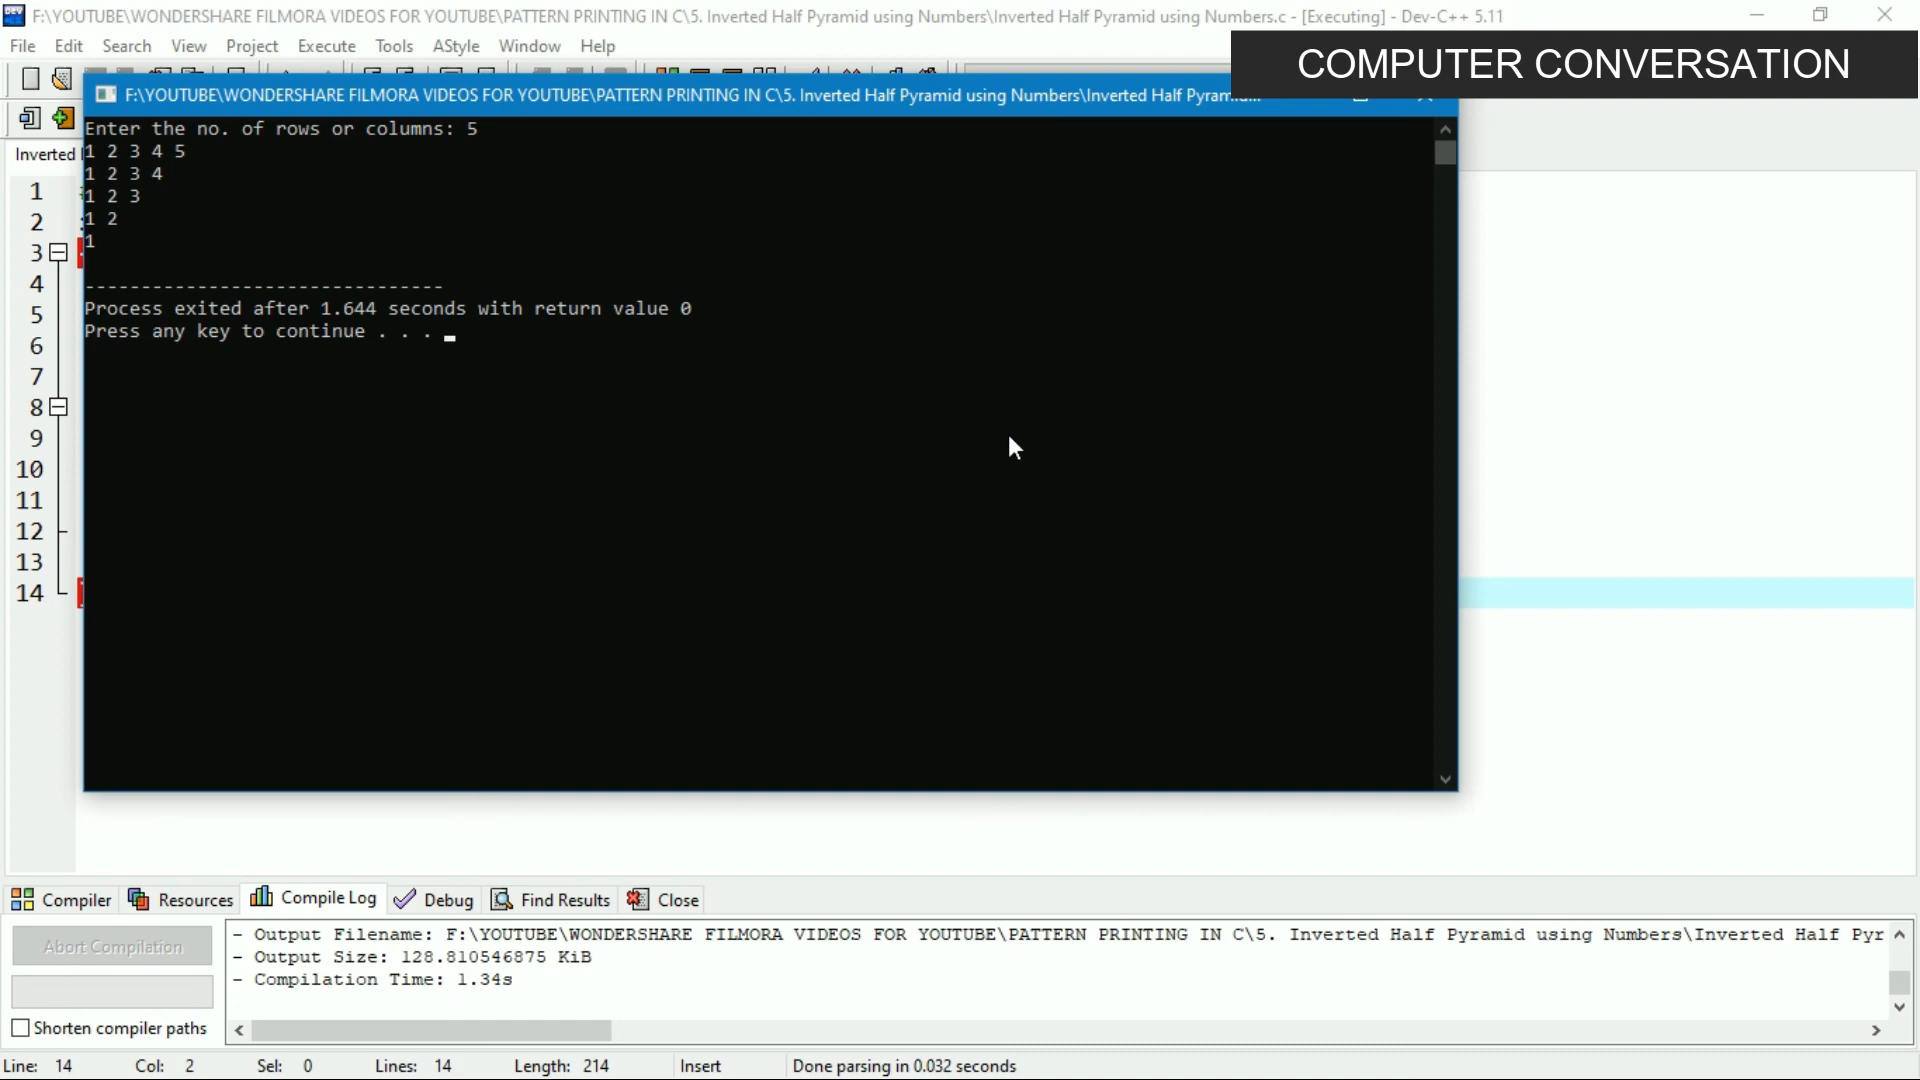 F:\YOUTUBE\WONDERSHARE FILMORA VIDEOS FOR YOUTUBE\PATTERN PRINTING IN C\5. Inverted Half Pyramid using Numbers\Inverted Half Pyramid using Numbers.c - [Executing] - Dev-C++ 5.11
File Edit Search View Project Execute Tools AStyle Window Help
COMPUTER CONVERSATION
F:\YOUTUBE\WONDERSHARE FILMORA VIDEOS FOR YOUTUBE\PATTERN PRINTING IN C\5. Inverted Half Pyramid using Numbers\Inverted Half
Enter the no. of rows or columns: 5
Inverted
1 2 3 4 5
1 2 3 4
1 2 3
1 2
1
--------------------------------
Process exited after 1.644 seconds with return value 0
Press any key to continue . . .
1
2
3
4
5
6
7
8
9
10
11
12
13
14
Compiler Resources Compile Log Debug Find Results Close
Abort Compilation
Shorten compiler paths
- Output Filename: F:\YOUTUBE\WONDERSHARE FILMORA VIDEOS FOR YOUTUBE\PATTERN PRINTING IN C\5. Inverted Half Pyramid using Numbers\Inverted Half Pyr
- Output Size: 128.810546875 KiB
- Compilation Time: 1.34s
Line: 14 Col: 2 Sel: 0 Lines: 14 Length: 214 Insert Done parsing in 0.032 seconds